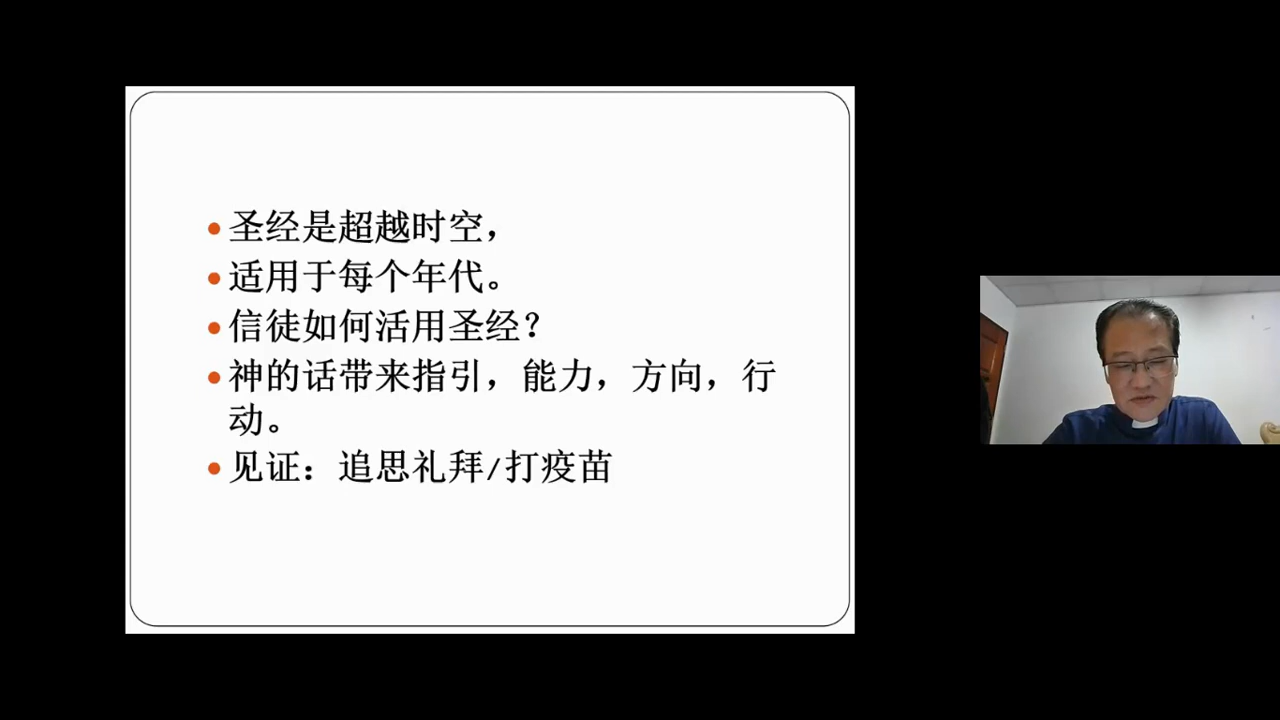 圣经是超越时空，
适用于每个年代。
信徒如何活用圣经？
神的话带来指引，能力，方向，行
动。
见证：追思礼拜/打疫苗